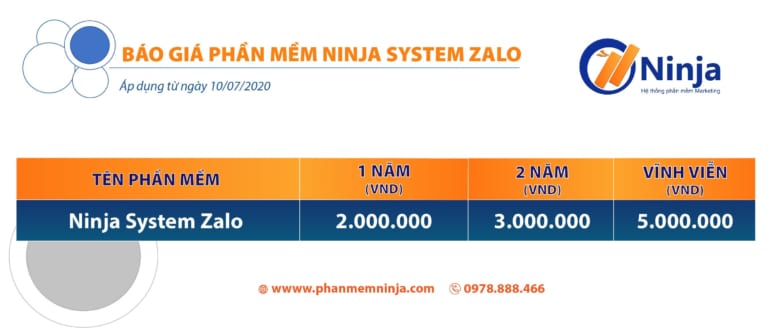 BÁO GIÁ PHẦN MỀM NINJA SYSTEM ZALO
Áp dụng từ ngày 10/07/2020
Ninja
Hệ thống phần mềm Marketing
TÊN PHẦN MỀM
1 NĂM
(VND)
2 NĂM
(VND)
VĨNH VIỄN
(VND)
Ninja System Zalo 2.000.000 3.000.000 5.000.000
www.phanmemninja.com 0978.888.466